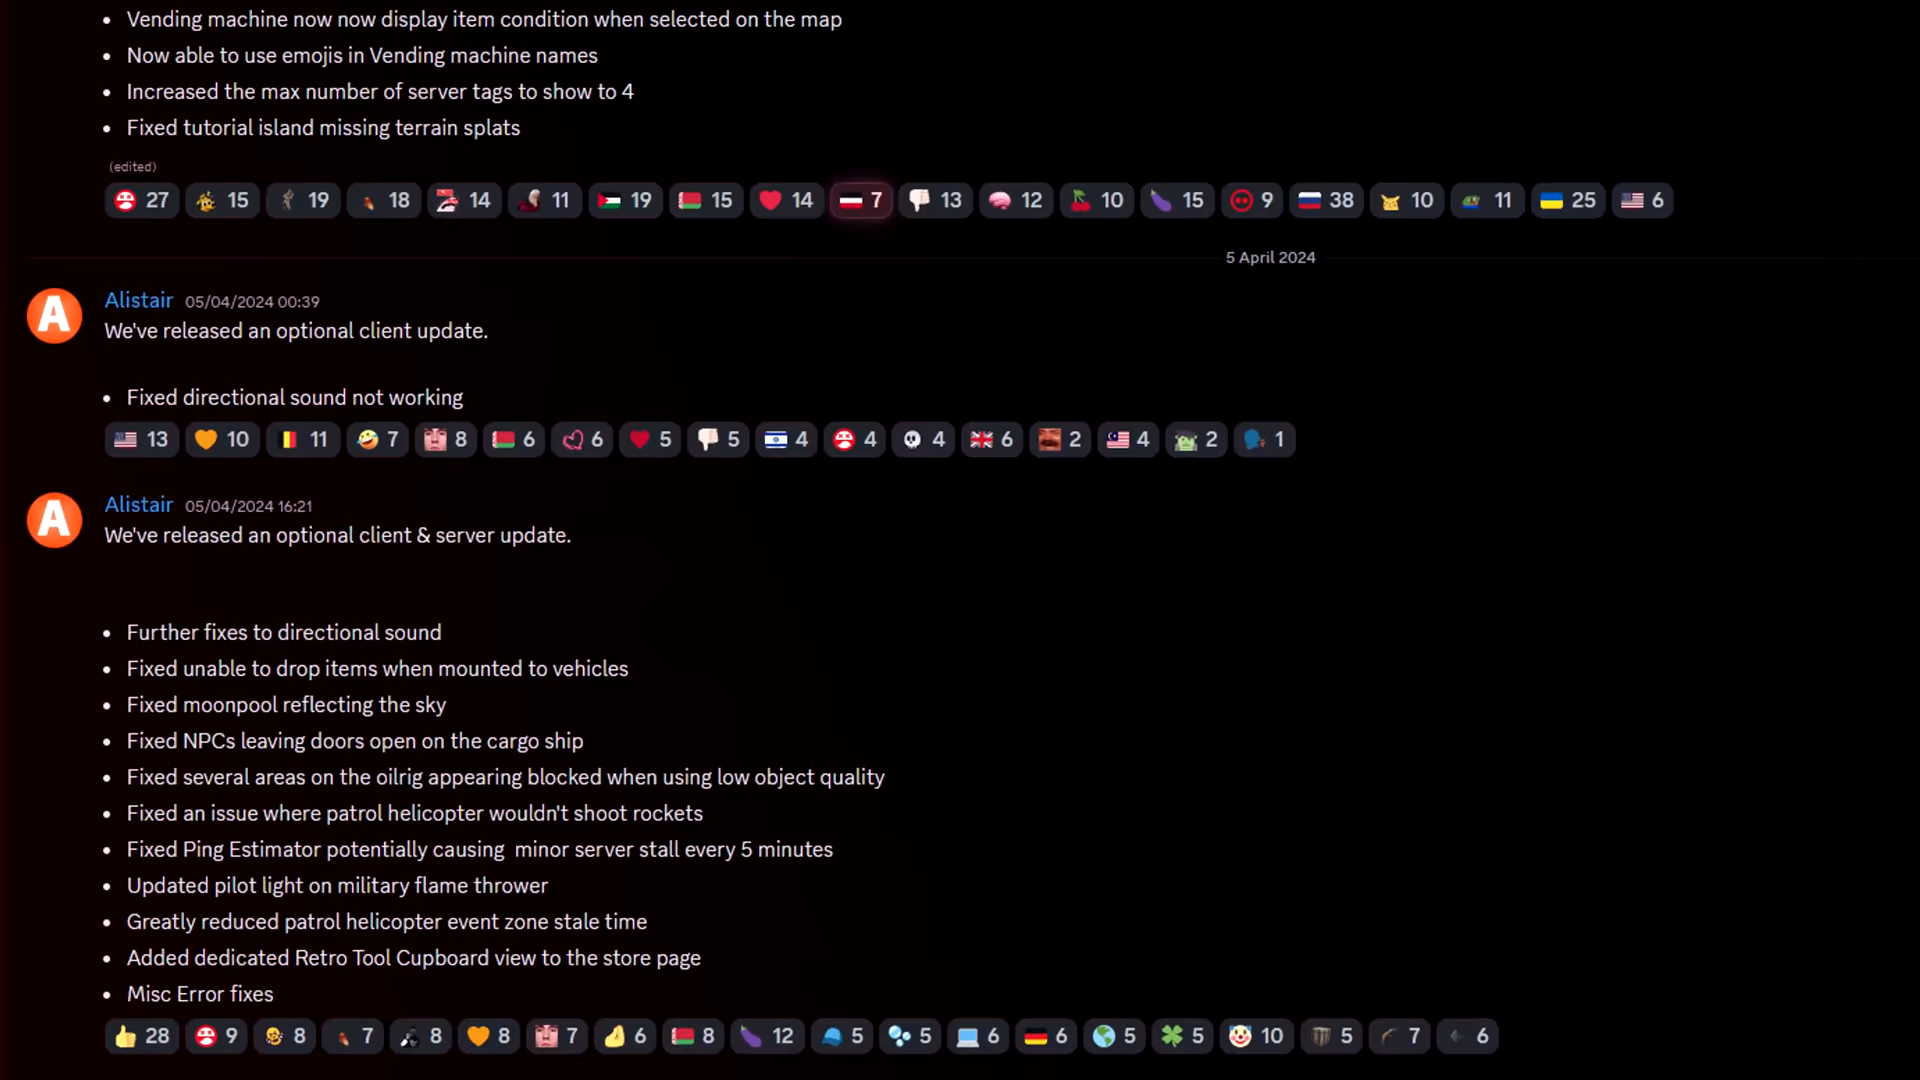 • Vending machine now now display item condition when selected on the map
• Now able to use emojis in Vending machine names
• Increased the max number of server tags to show to 4
• Fixed tutorial island missing terrain splats
(edited)
27 15 19 18 14 11 19 15 14 7 13 12 10 15 9 38 10 11 25 6
5 April 2024
A
Alistair 05/04/2024 00:39
We've released an optional client update.
• Fixed directional sound not working
13 10 11 7 8 6 6 5 5 4 4 4 6 2 4 2 1
A
Alistair 05/04/2024 16:21
We've released an optional client & server update.
• Further fixes to directional sound
• Fixed unable to drop items when mounted to vehicles
• Fixed moonpool reflecting the sky
• Fixed NPCs leaving doors open on the cargo ship
• Fixed several areas on the oilrig appearing blocked when using low object quality
• Fixed an issue where patrol helicopter wouldn't shoot rockets
• Fixed Ping Estimator potentially causing  minor server stall every 5 minutes
• Updated pilot light on military flame thrower
• Greatly reduced patrol helicopter event zone stale time
• Added dedicated Retro Tool Cupboard view to the store page
• Misc Error fixes
28 9 8 7 8 8 7 6 8 12 5 5 6 6 5 5 10 5 7 6